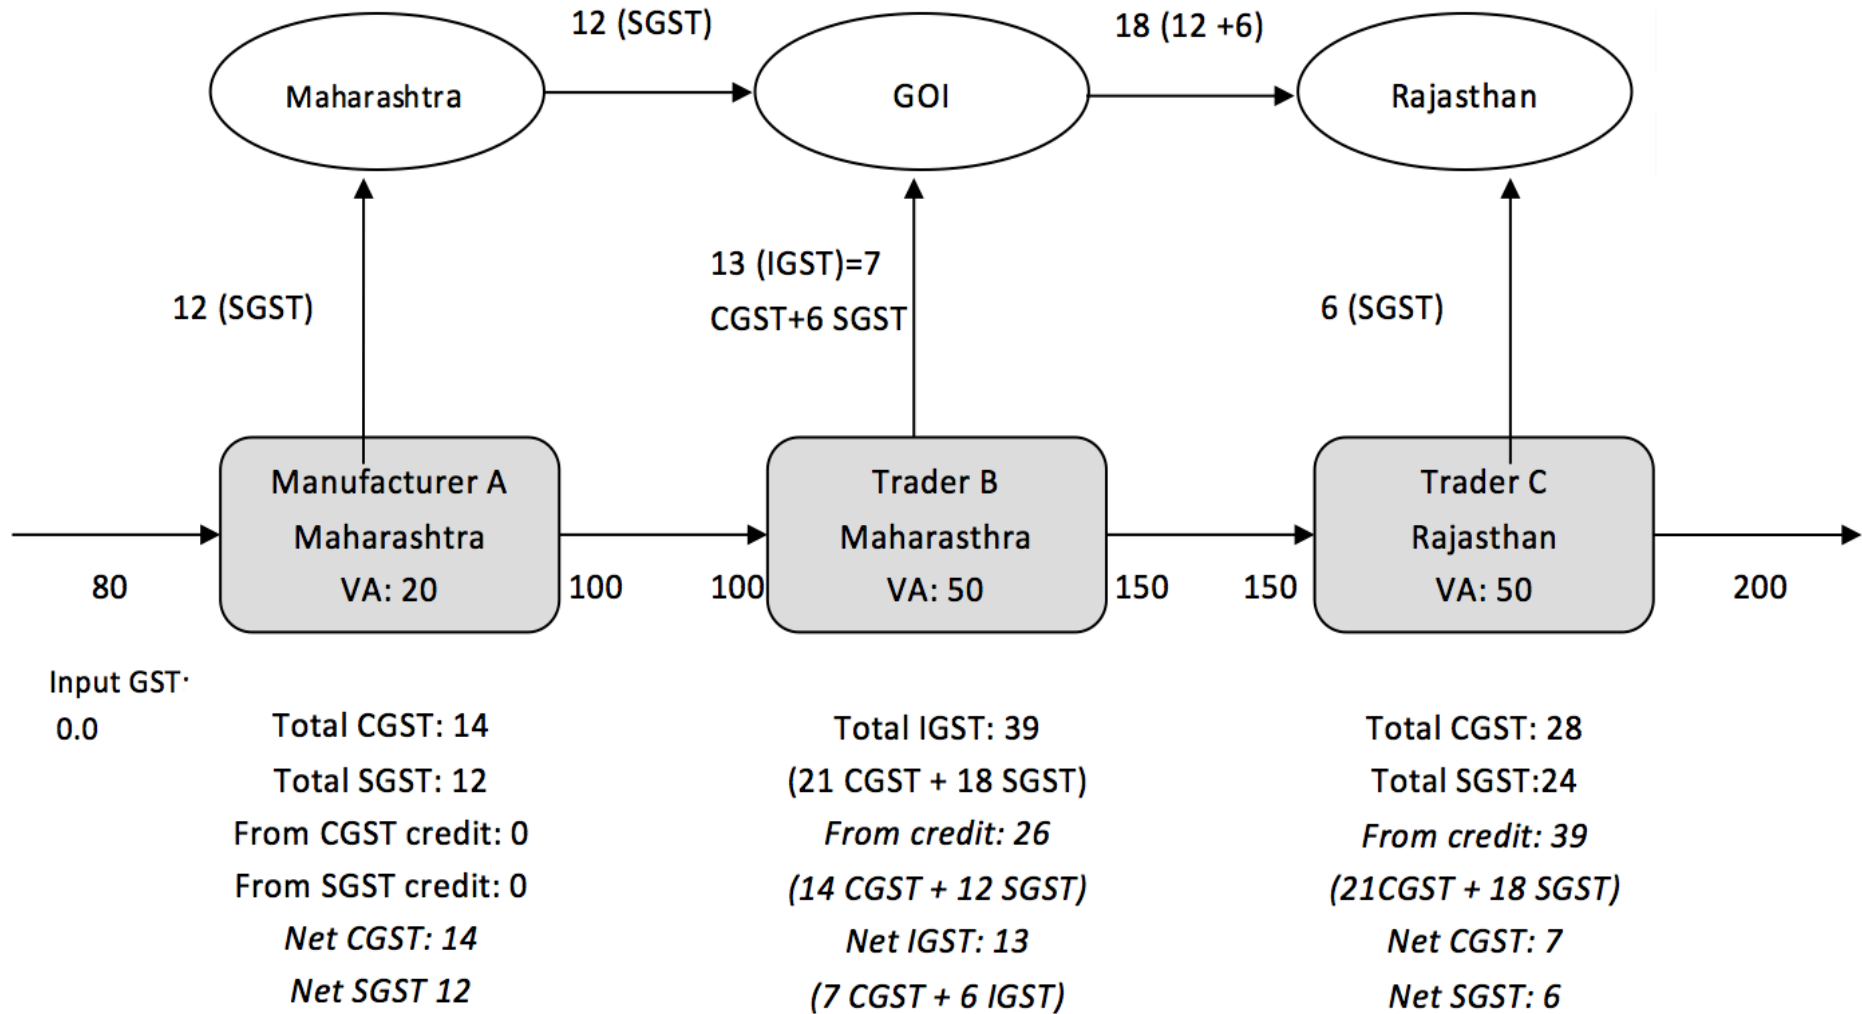 12 (SGST)
18 (12 +6)
Maharashtra
GOI
Rajasthan
12 (SGST)
13 (IGST)=7
CGST+6 SGST
6 (SGST)
Manufacturer A
Maharashtra
VA: 20
Trader B
Maharasthra
VA: 50
Trader C
Rajasthan
VA: 50
80
100
100
150
150
200
Input GST·
0.0
Total CGST: 14
Total SGST: 12
From CGST credit: 0
From SGST credit: 0
Net CGST: 14
Net SGST 12
Total IGST: 39
(21 CGST + 18 SGST)
From credit: 26
(14 CGST + 12 SGST)
Net IGST: 13
(7 CGST + 6 IGST)
Total CGST: 28
Total SGST:24
From credit: 39
(21CGST + 18 SGST)
Net CGST: 7
Net SGST: 6